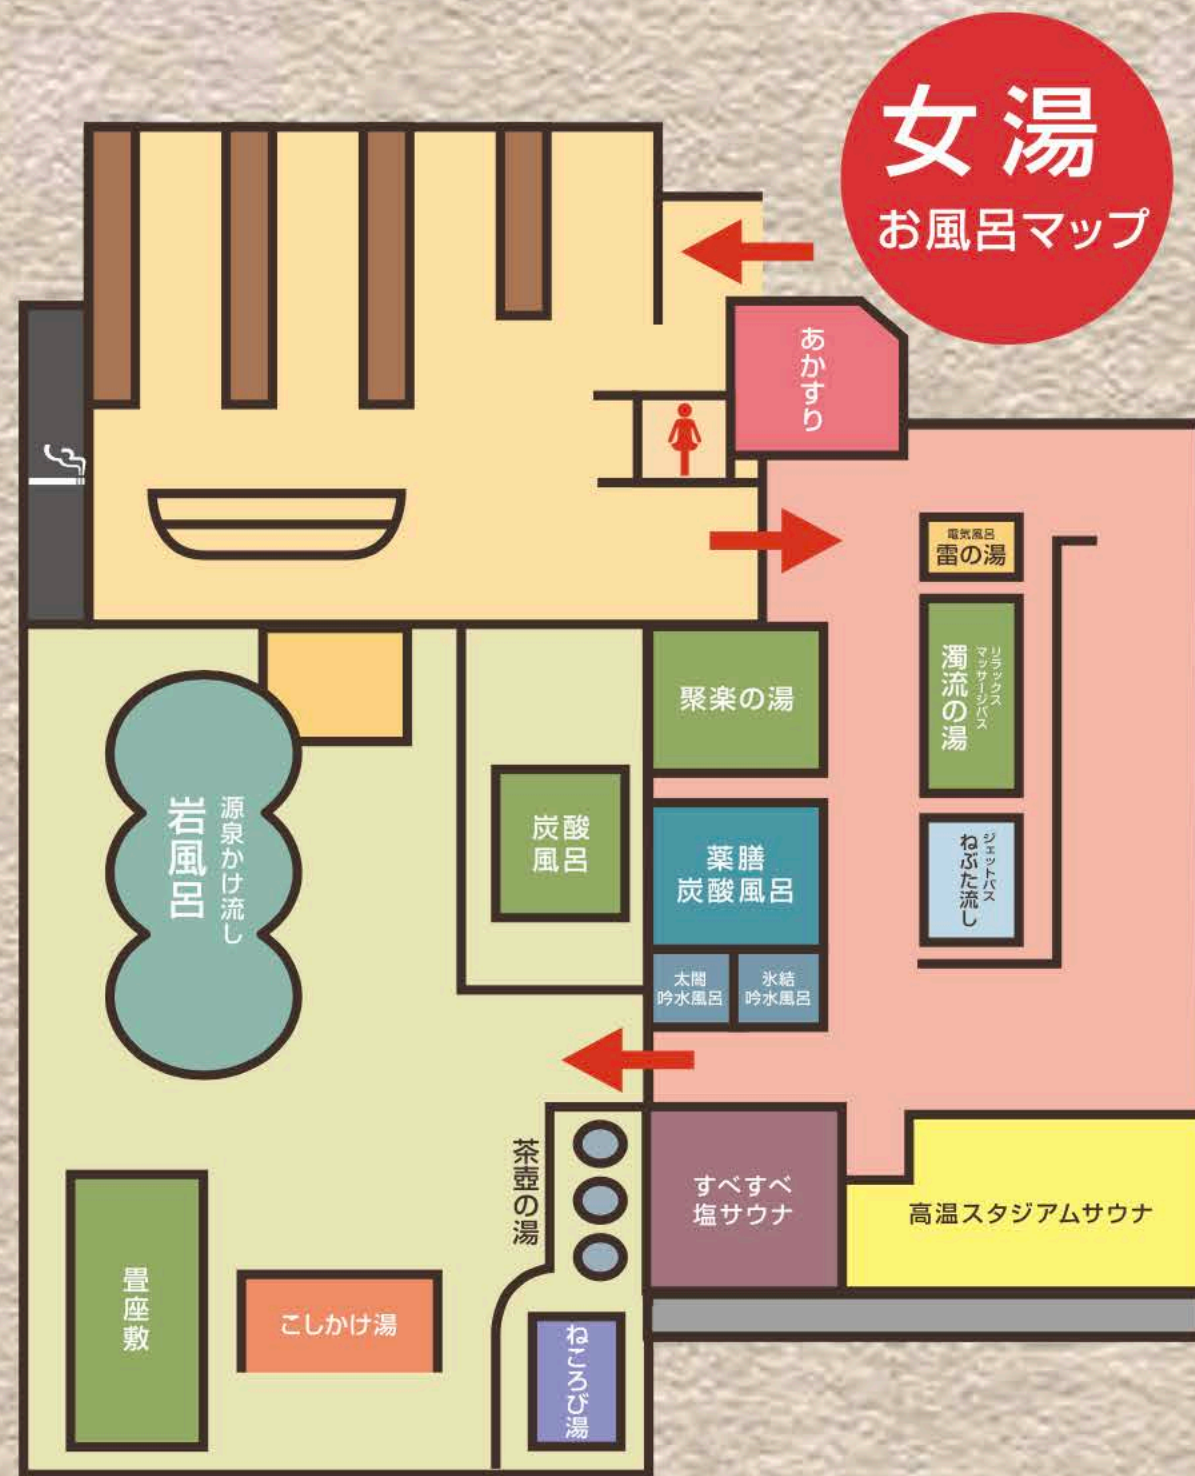 女湯
お風呂マップ
あかすり
電気風呂
雷の湯
リラックス
マッサージバス
濁流の湯
ジェットバス
ねぶた流し
聚楽の湯
炭酸
風呂
薬膳
炭酸風呂
太閤
吟水風呂
氷結
吟水風呂
源泉かけ流し
岩風呂
茶壺の湯
すべすべ
塩サウナ
高温スタジアムサウナ
畳座敷
こしかけ湯
ねころび湯